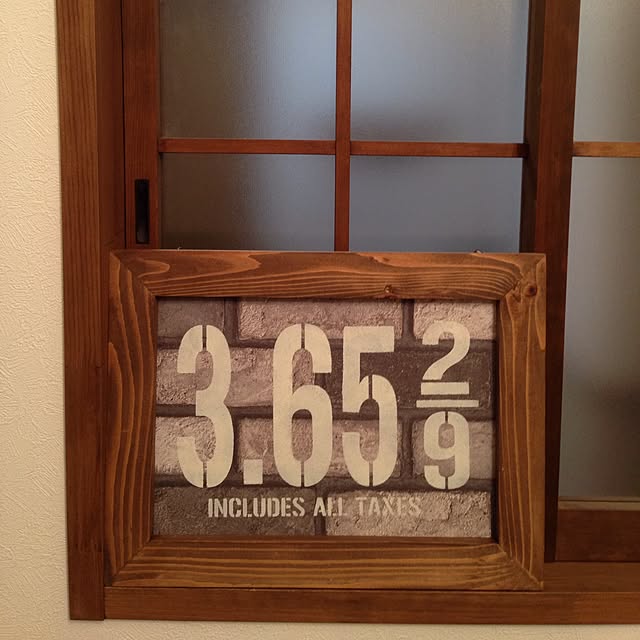 3.65 2/9
INCLUDES ALL TAXES